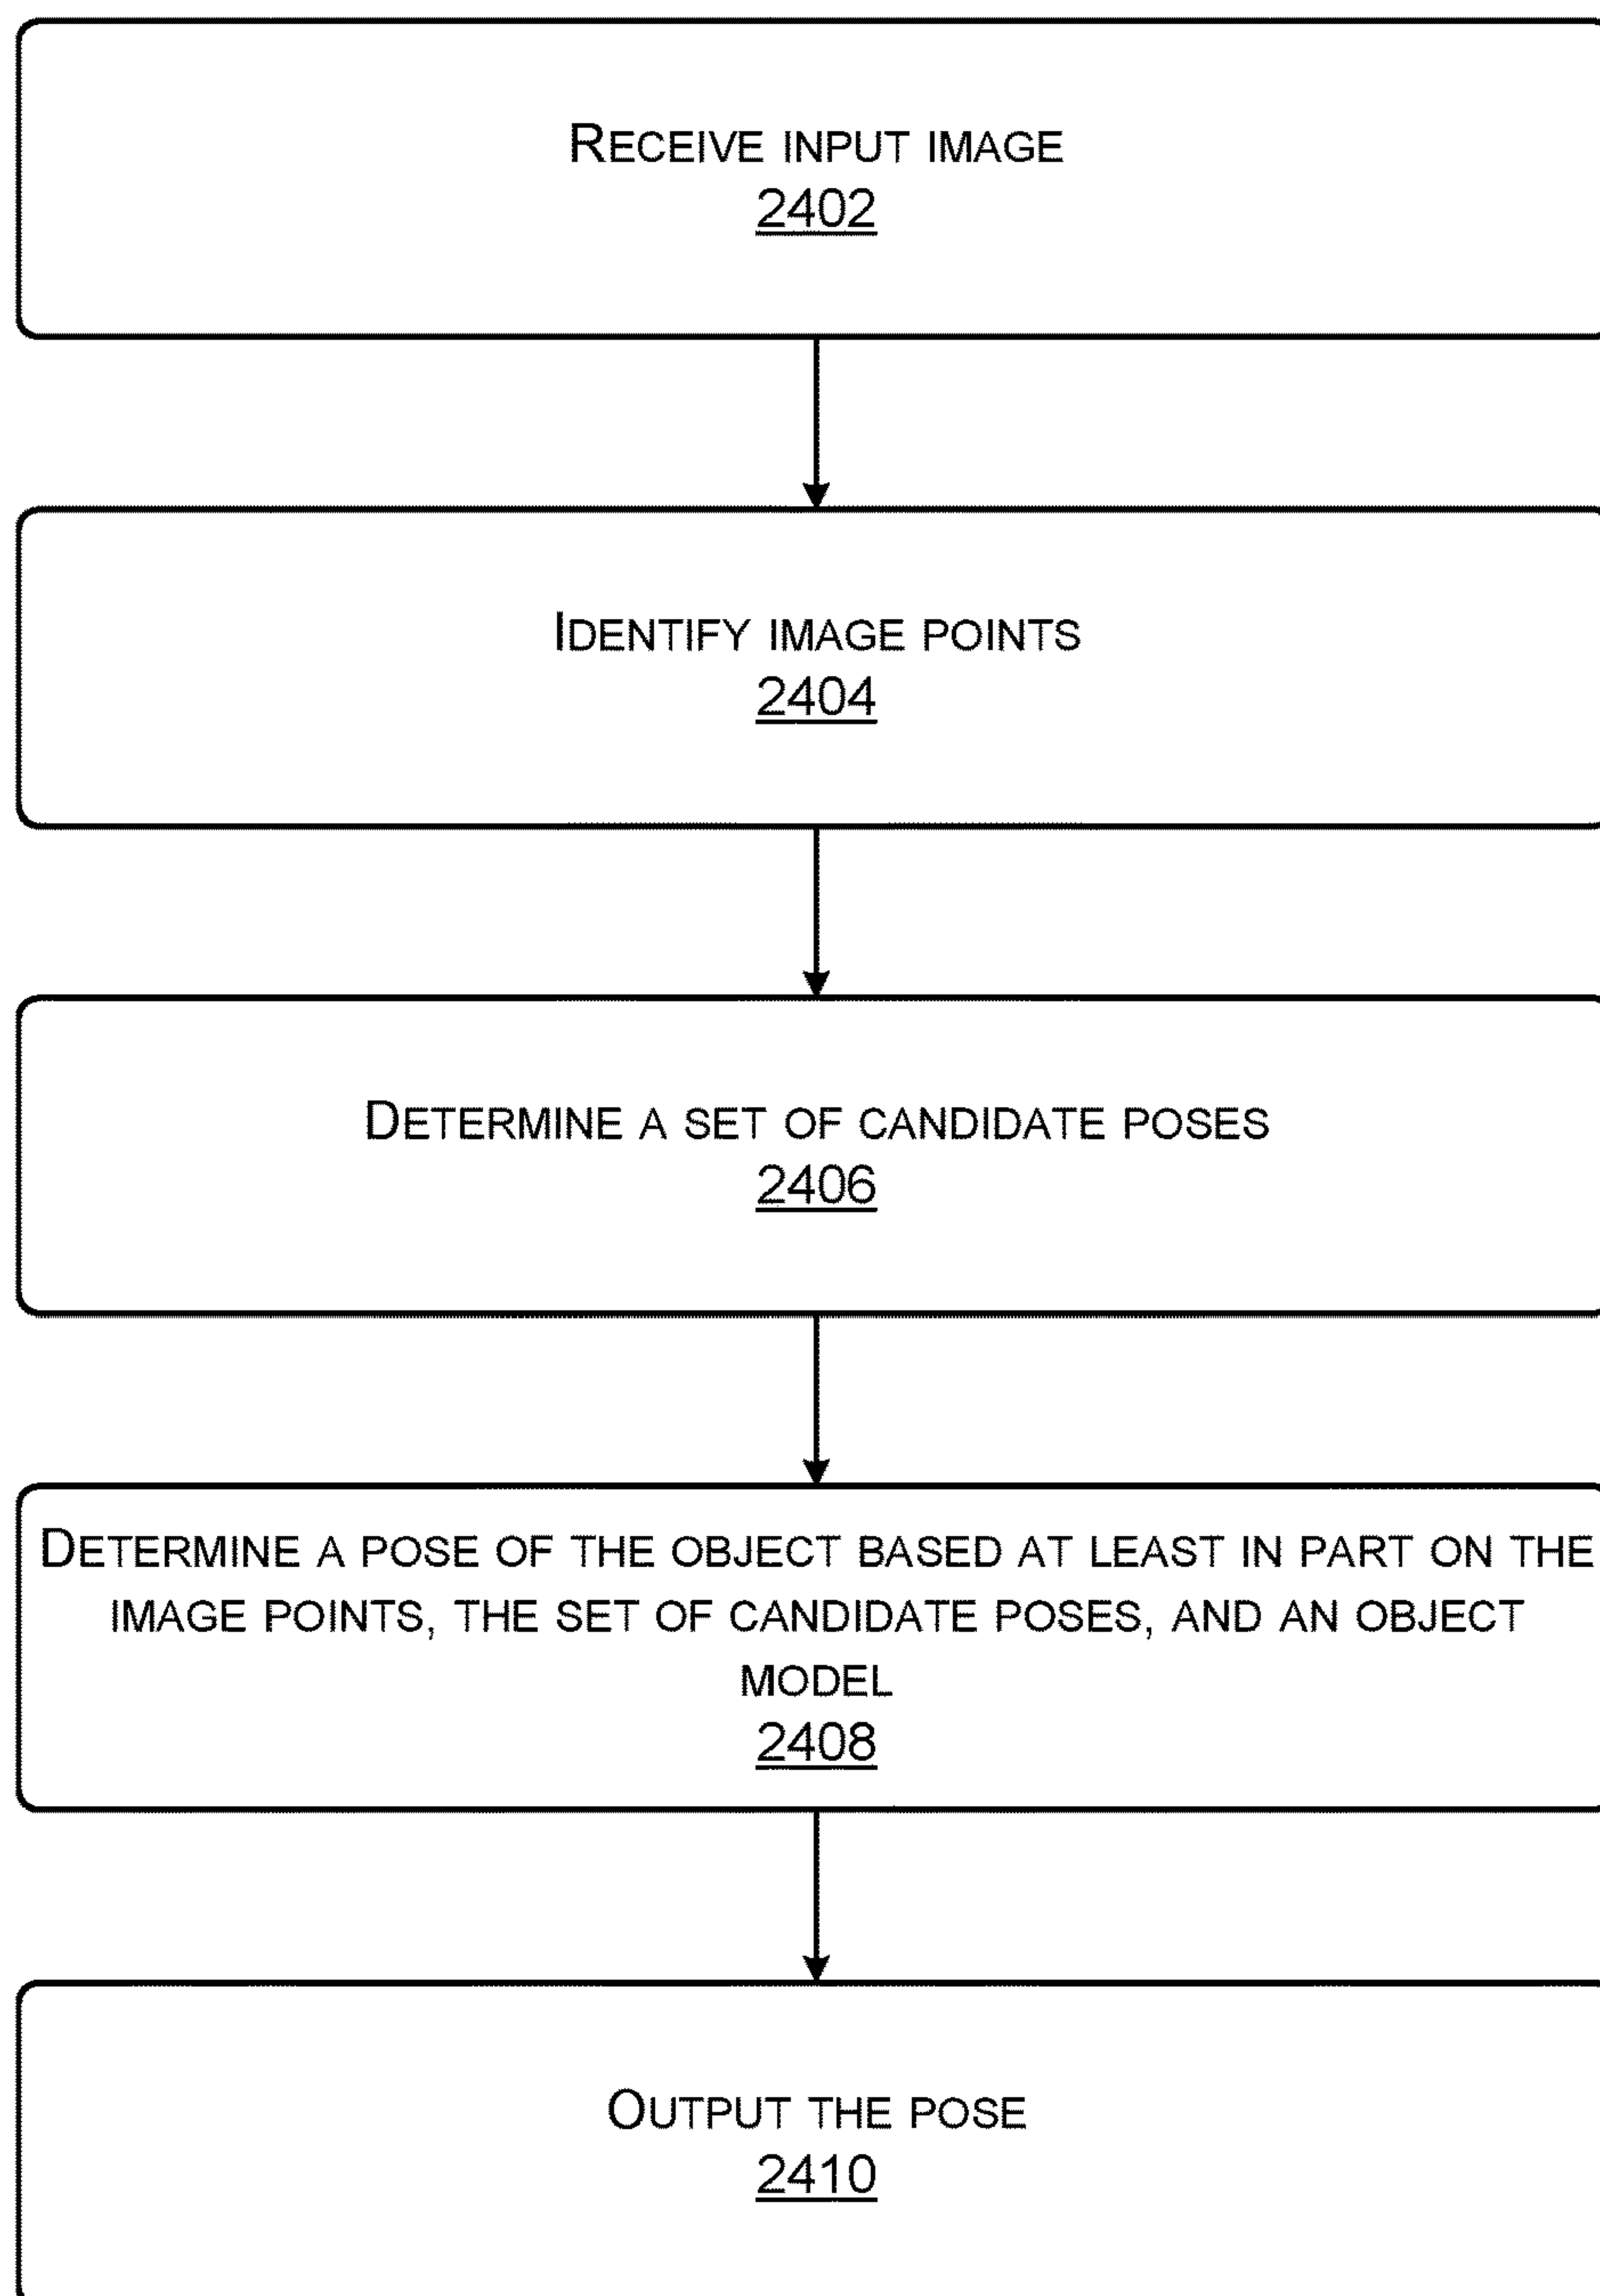 RECEIVE INPUT IMAGE
2402
IDENTIFY IMAGE POINTS
2404
DETERMINE A SET OF CANDIDATE POSES
2406
DETERMINE A POSE OF THE OBJECT BASED AT LEAST IN PART ON THE
IMAGE POINTS, THE SET OF CANDIDATE POSES, AND AN OBJECT
MODEL
2408
OUTPUT THE POSE
2410